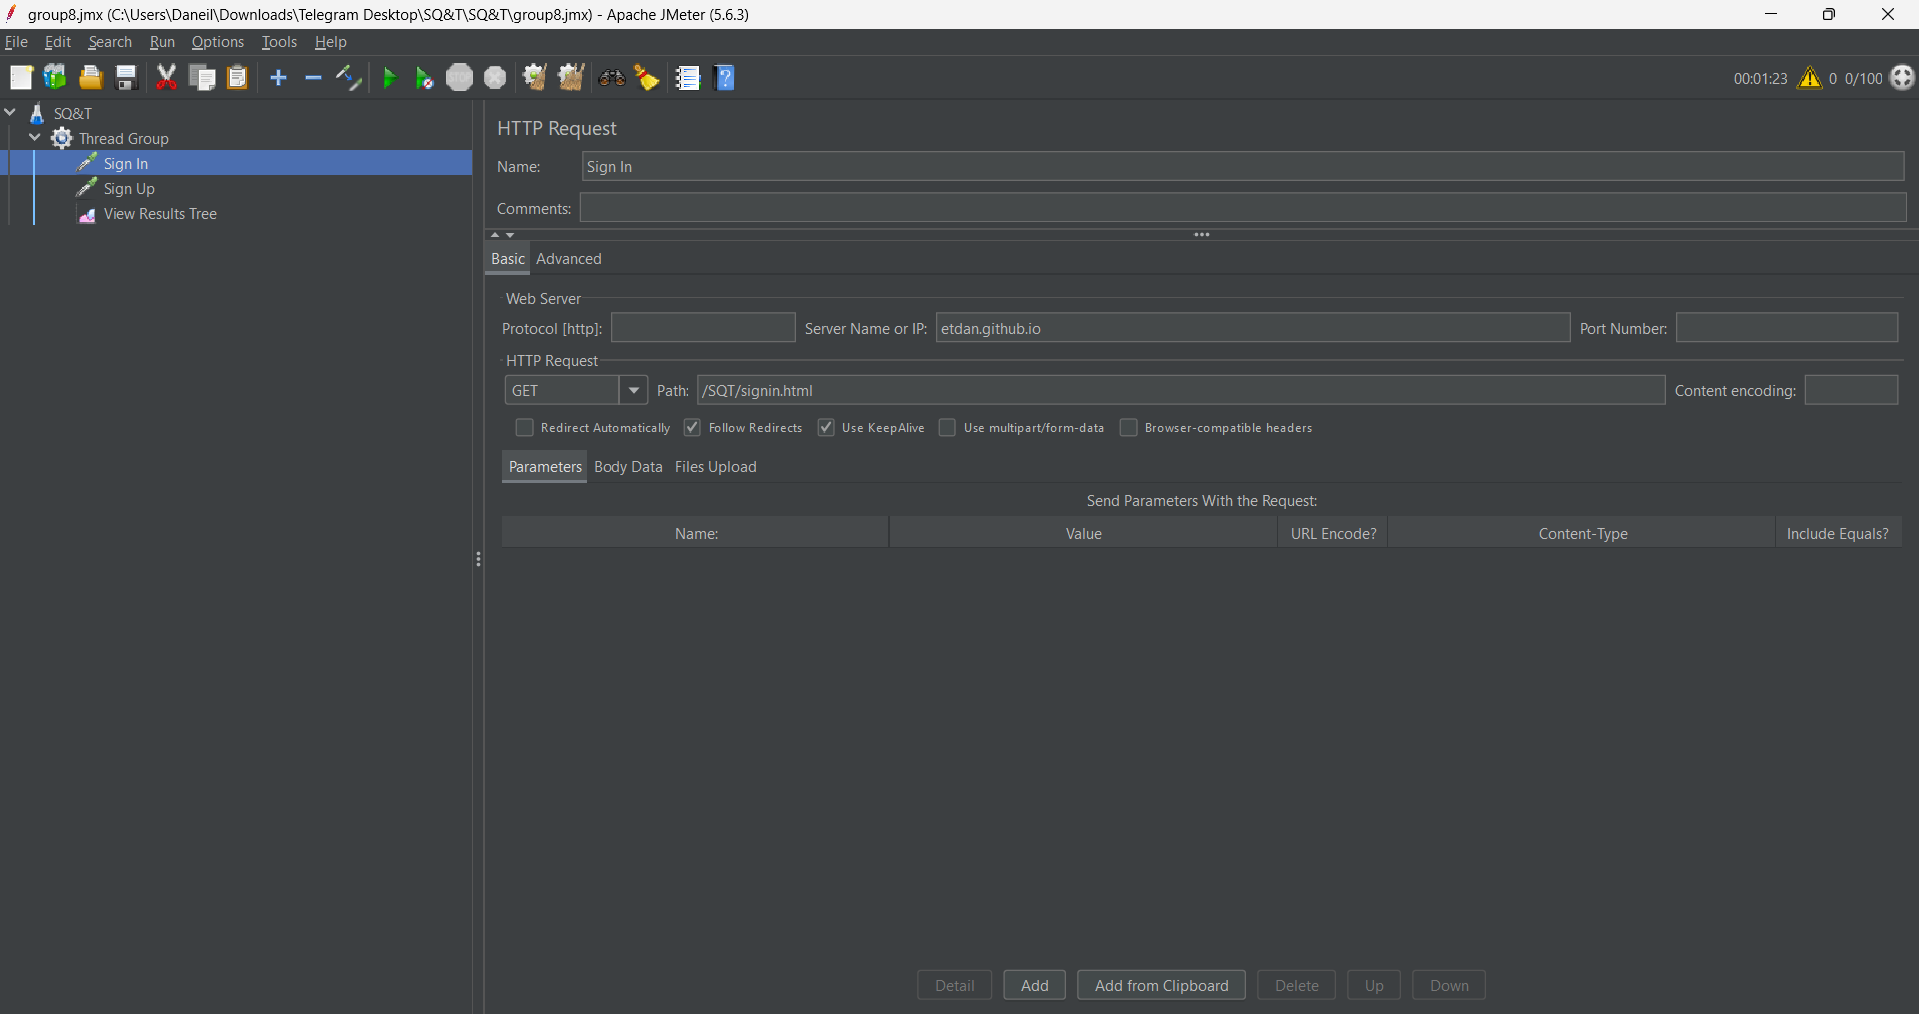 group8.jmx (C:\Users\Daneil\Downloads\Telegram Desktop\SQ&T\SQ&T\group8.jmx) - Apache JMeter (5.6.3)
File Edit Search Run Options Tools Help
STOP
00:01:23 0 0/100
SQ&T
Thread Group
Sign In
Sign Up
View Results Tree
HTTP Request
Name: Sign In
Comments:
Basic Advanced
Web Server
Protocol [http]: Server Name or IP: etdan.github.io Port Number:
HTTP Request
GET Path: /SQT/signin.html Content encoding:
Redirect Automatically Follow Redirects Use KeepAlive Use multipart/form-data Browser-compatible headers
Parameters Body Data Files Upload
Send Parameters With the Request:
Name: Value URL Encode? Content-Type Include Equals?
Detail Add Add from Clipboard Delete Up Down